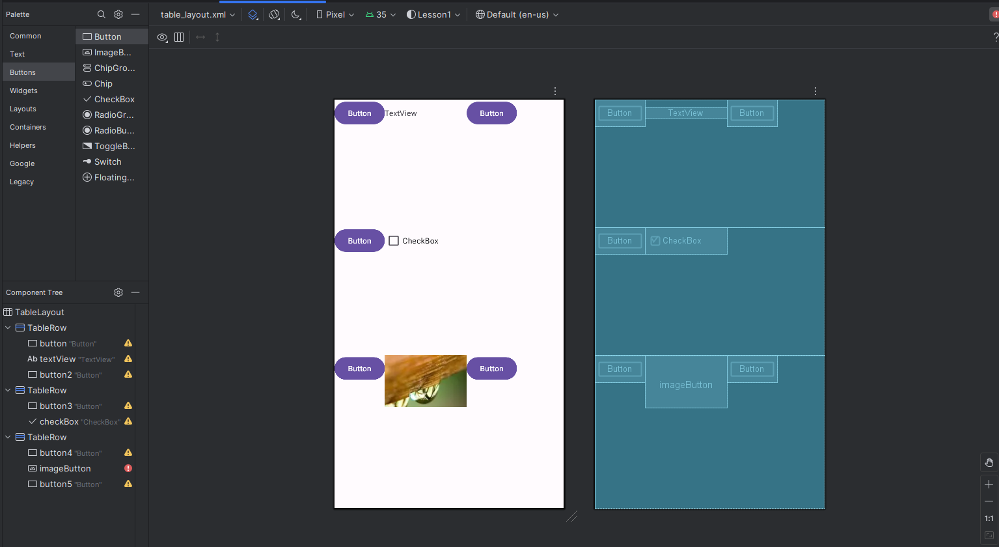 Palette
table_layout.xml
Pixel
35
Lesson1
Default (en-us)
Common
Text
Buttons
Widgets
Layouts
Containers
Helpers
Google
Legacy
Button
ImageB...
ChipGro...
Chip
CheckBox
RadioGr...
RadioBu...
ToggleB...
Switch
Floating...
?
Button TextView Button
Button CheckBox
Button Button
Button TextView Button
Button CheckBox
Button imageButton Button
Component Tree
TableLayout
TableRow
button "Button"
Ab textView "TextView"
button2 "Button"
TableRow
button3 "Button"
checkBox "CheckBox"
TableRow
button4 "Button"
imageButton
button5 "Button"
1:1